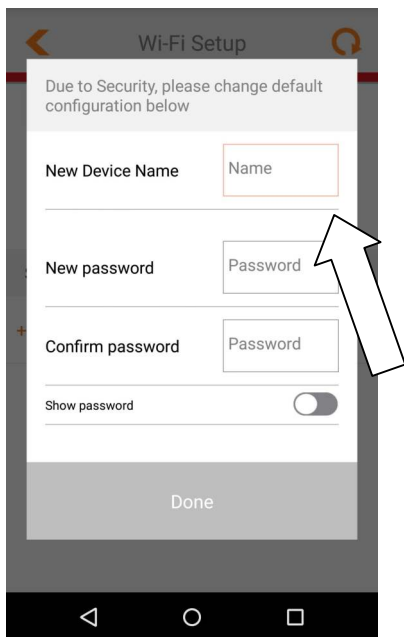 Wi-Fi Setup
Due to Security, please change default
configuration below
New Device Name
Name
New password
Password
Confirm password
Password
Show password
Done